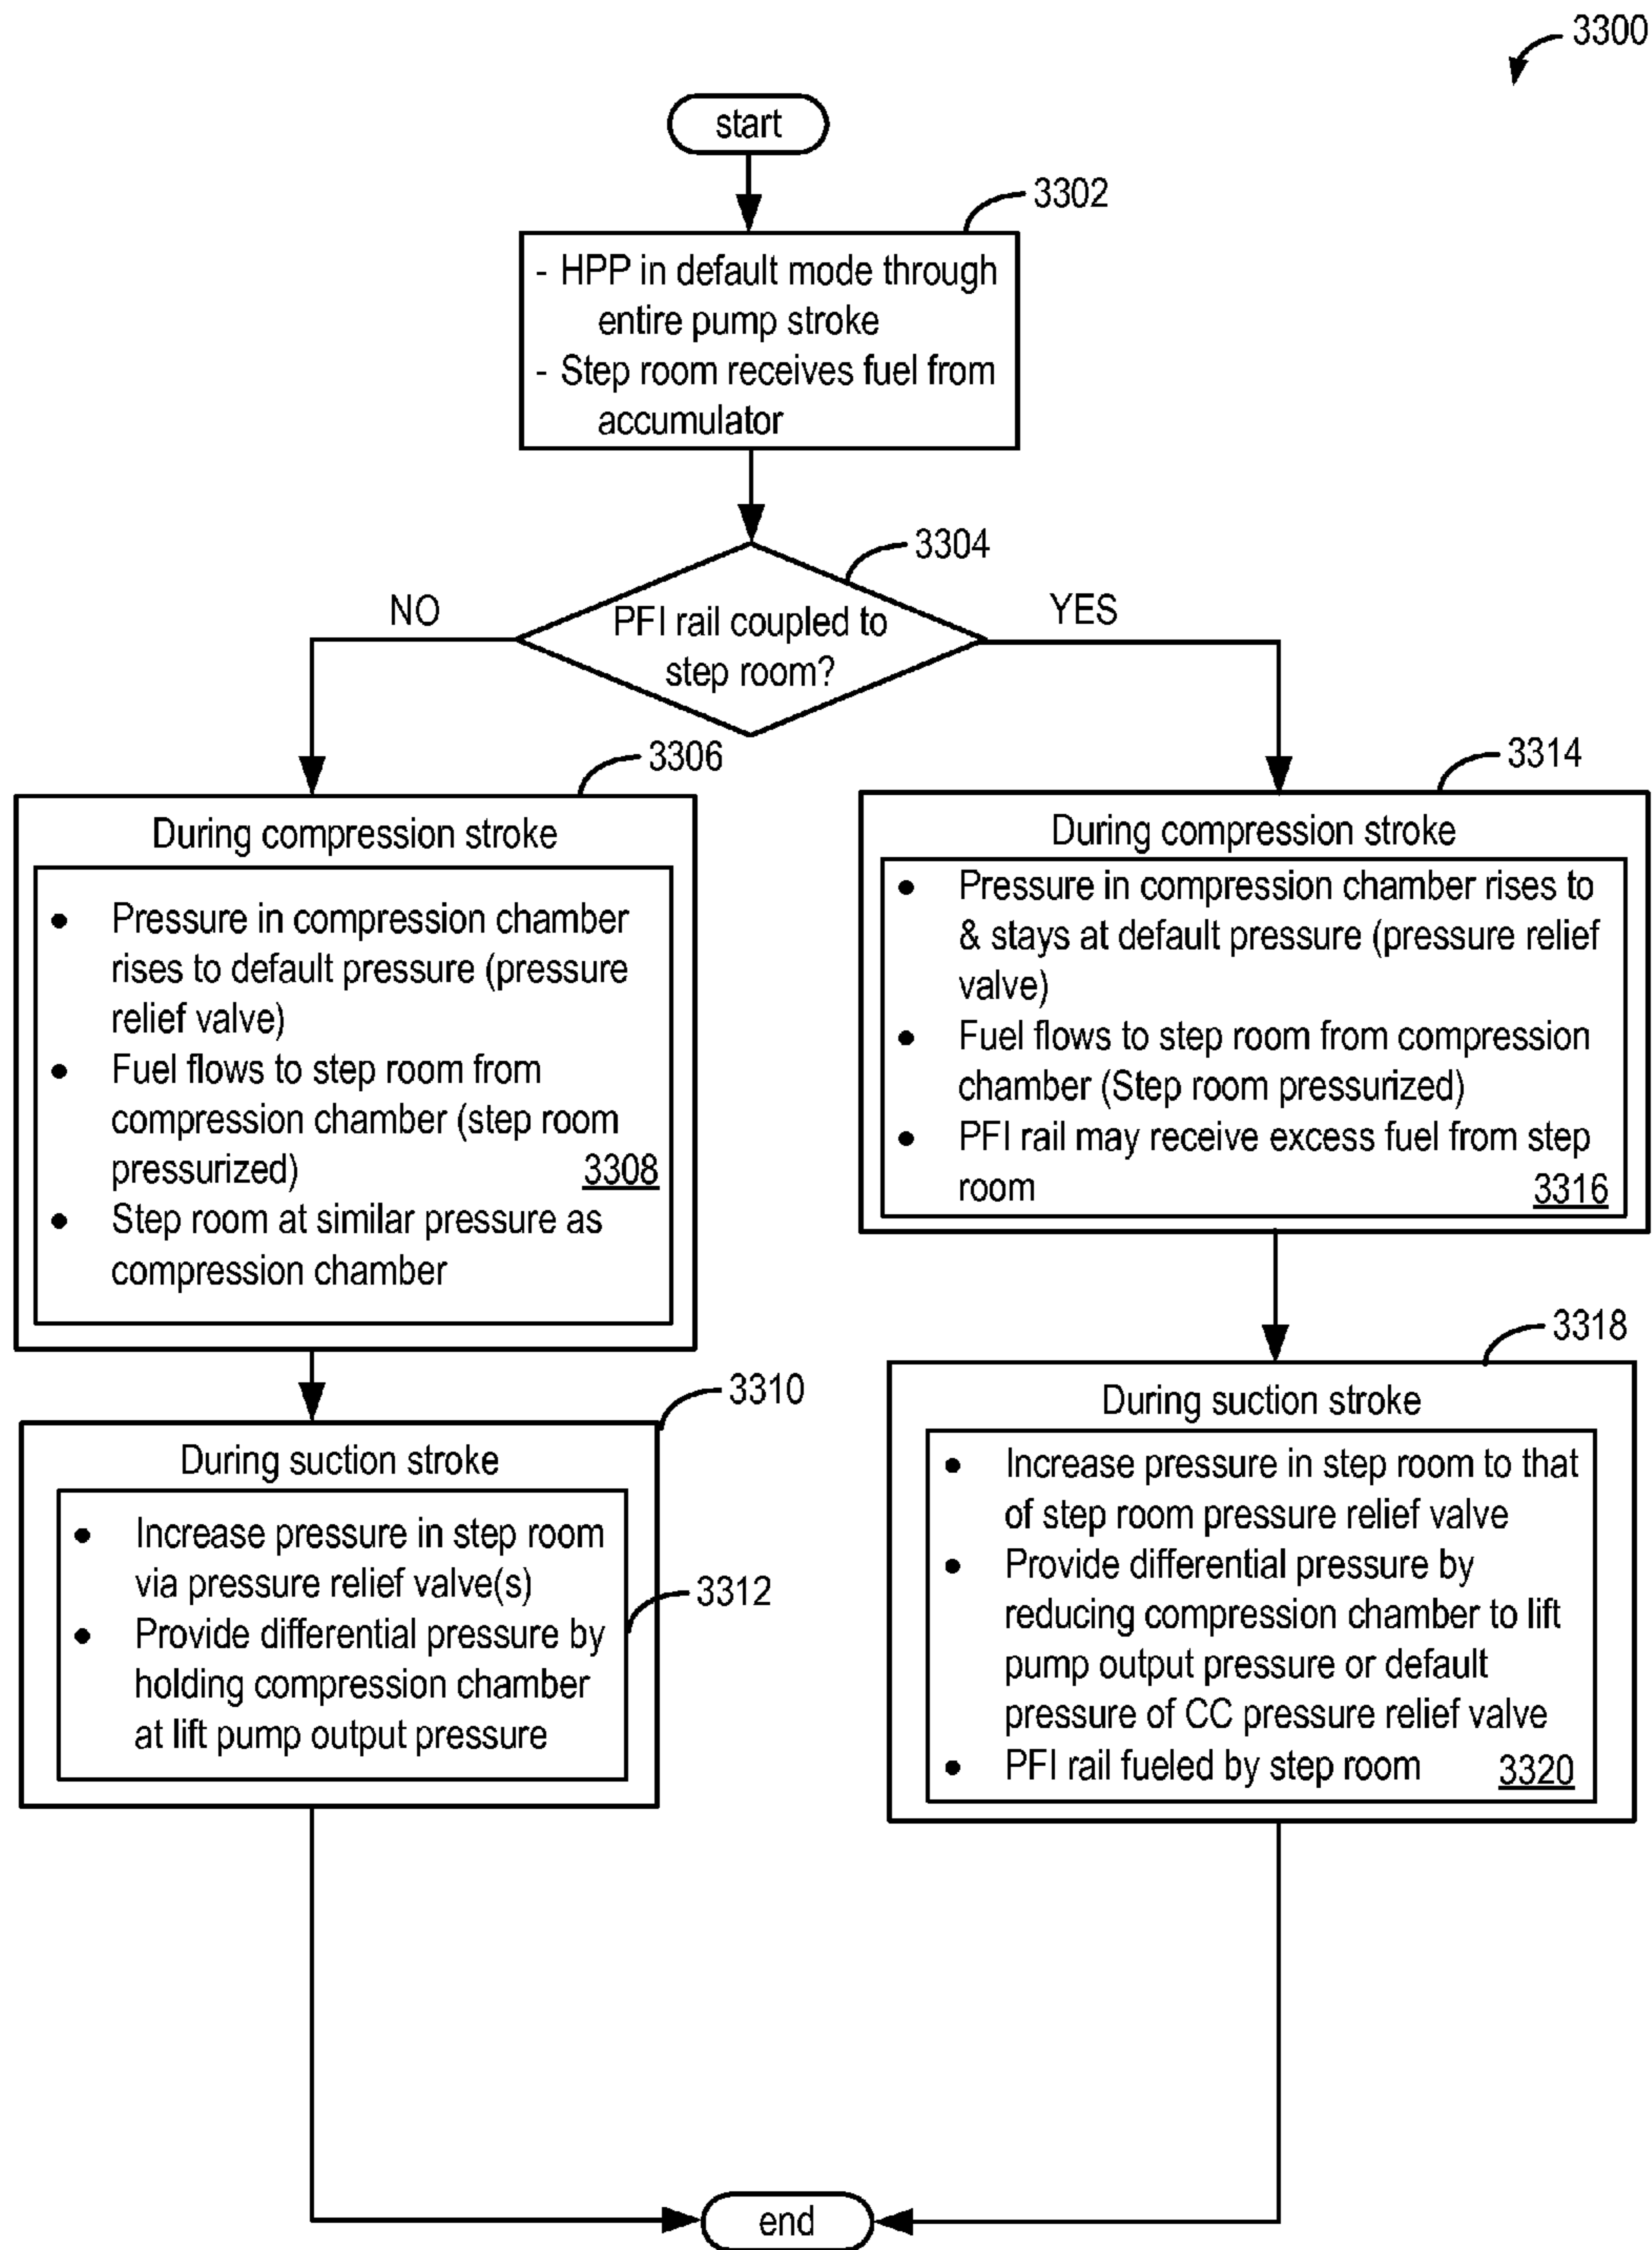 3300
start
3302
- HPP in default mode through
entire pump stroke
- Step room receives fuel from
accumulator
3304
NO
YES
PFI rail coupled to
step room?
3306
During compression stroke
• Pressure in compression chamber
rises to default pressure (pressure
relief valve)
• Fuel flows to step room from
compression chamber (step room
pressurized) 3308
• Step room at similar pressure as
compression chamber
3310
During suction stroke
• Increase pressure in step room
via pressure relief valve(s)
3312
• Provide differential pressure by
holding compression chamber
at lift pump output pressure
3314
During compression stroke
• Pressure in compression chamber rises to
& stays at default pressure (pressure relief
valve)
• Fuel flows to step room from compression
chamber (Step room pressurized)
• PFI rail may receive excess fuel from step
room 3316
3318
During suction stroke
• Increase pressure in step room to that
of step room pressure relief valve
• Provide differential pressure by
reducing compression chamber to lift
pump output pressure or default
pressure of CC pressure relief valve
• PFI rail fueled by step room 3320
end